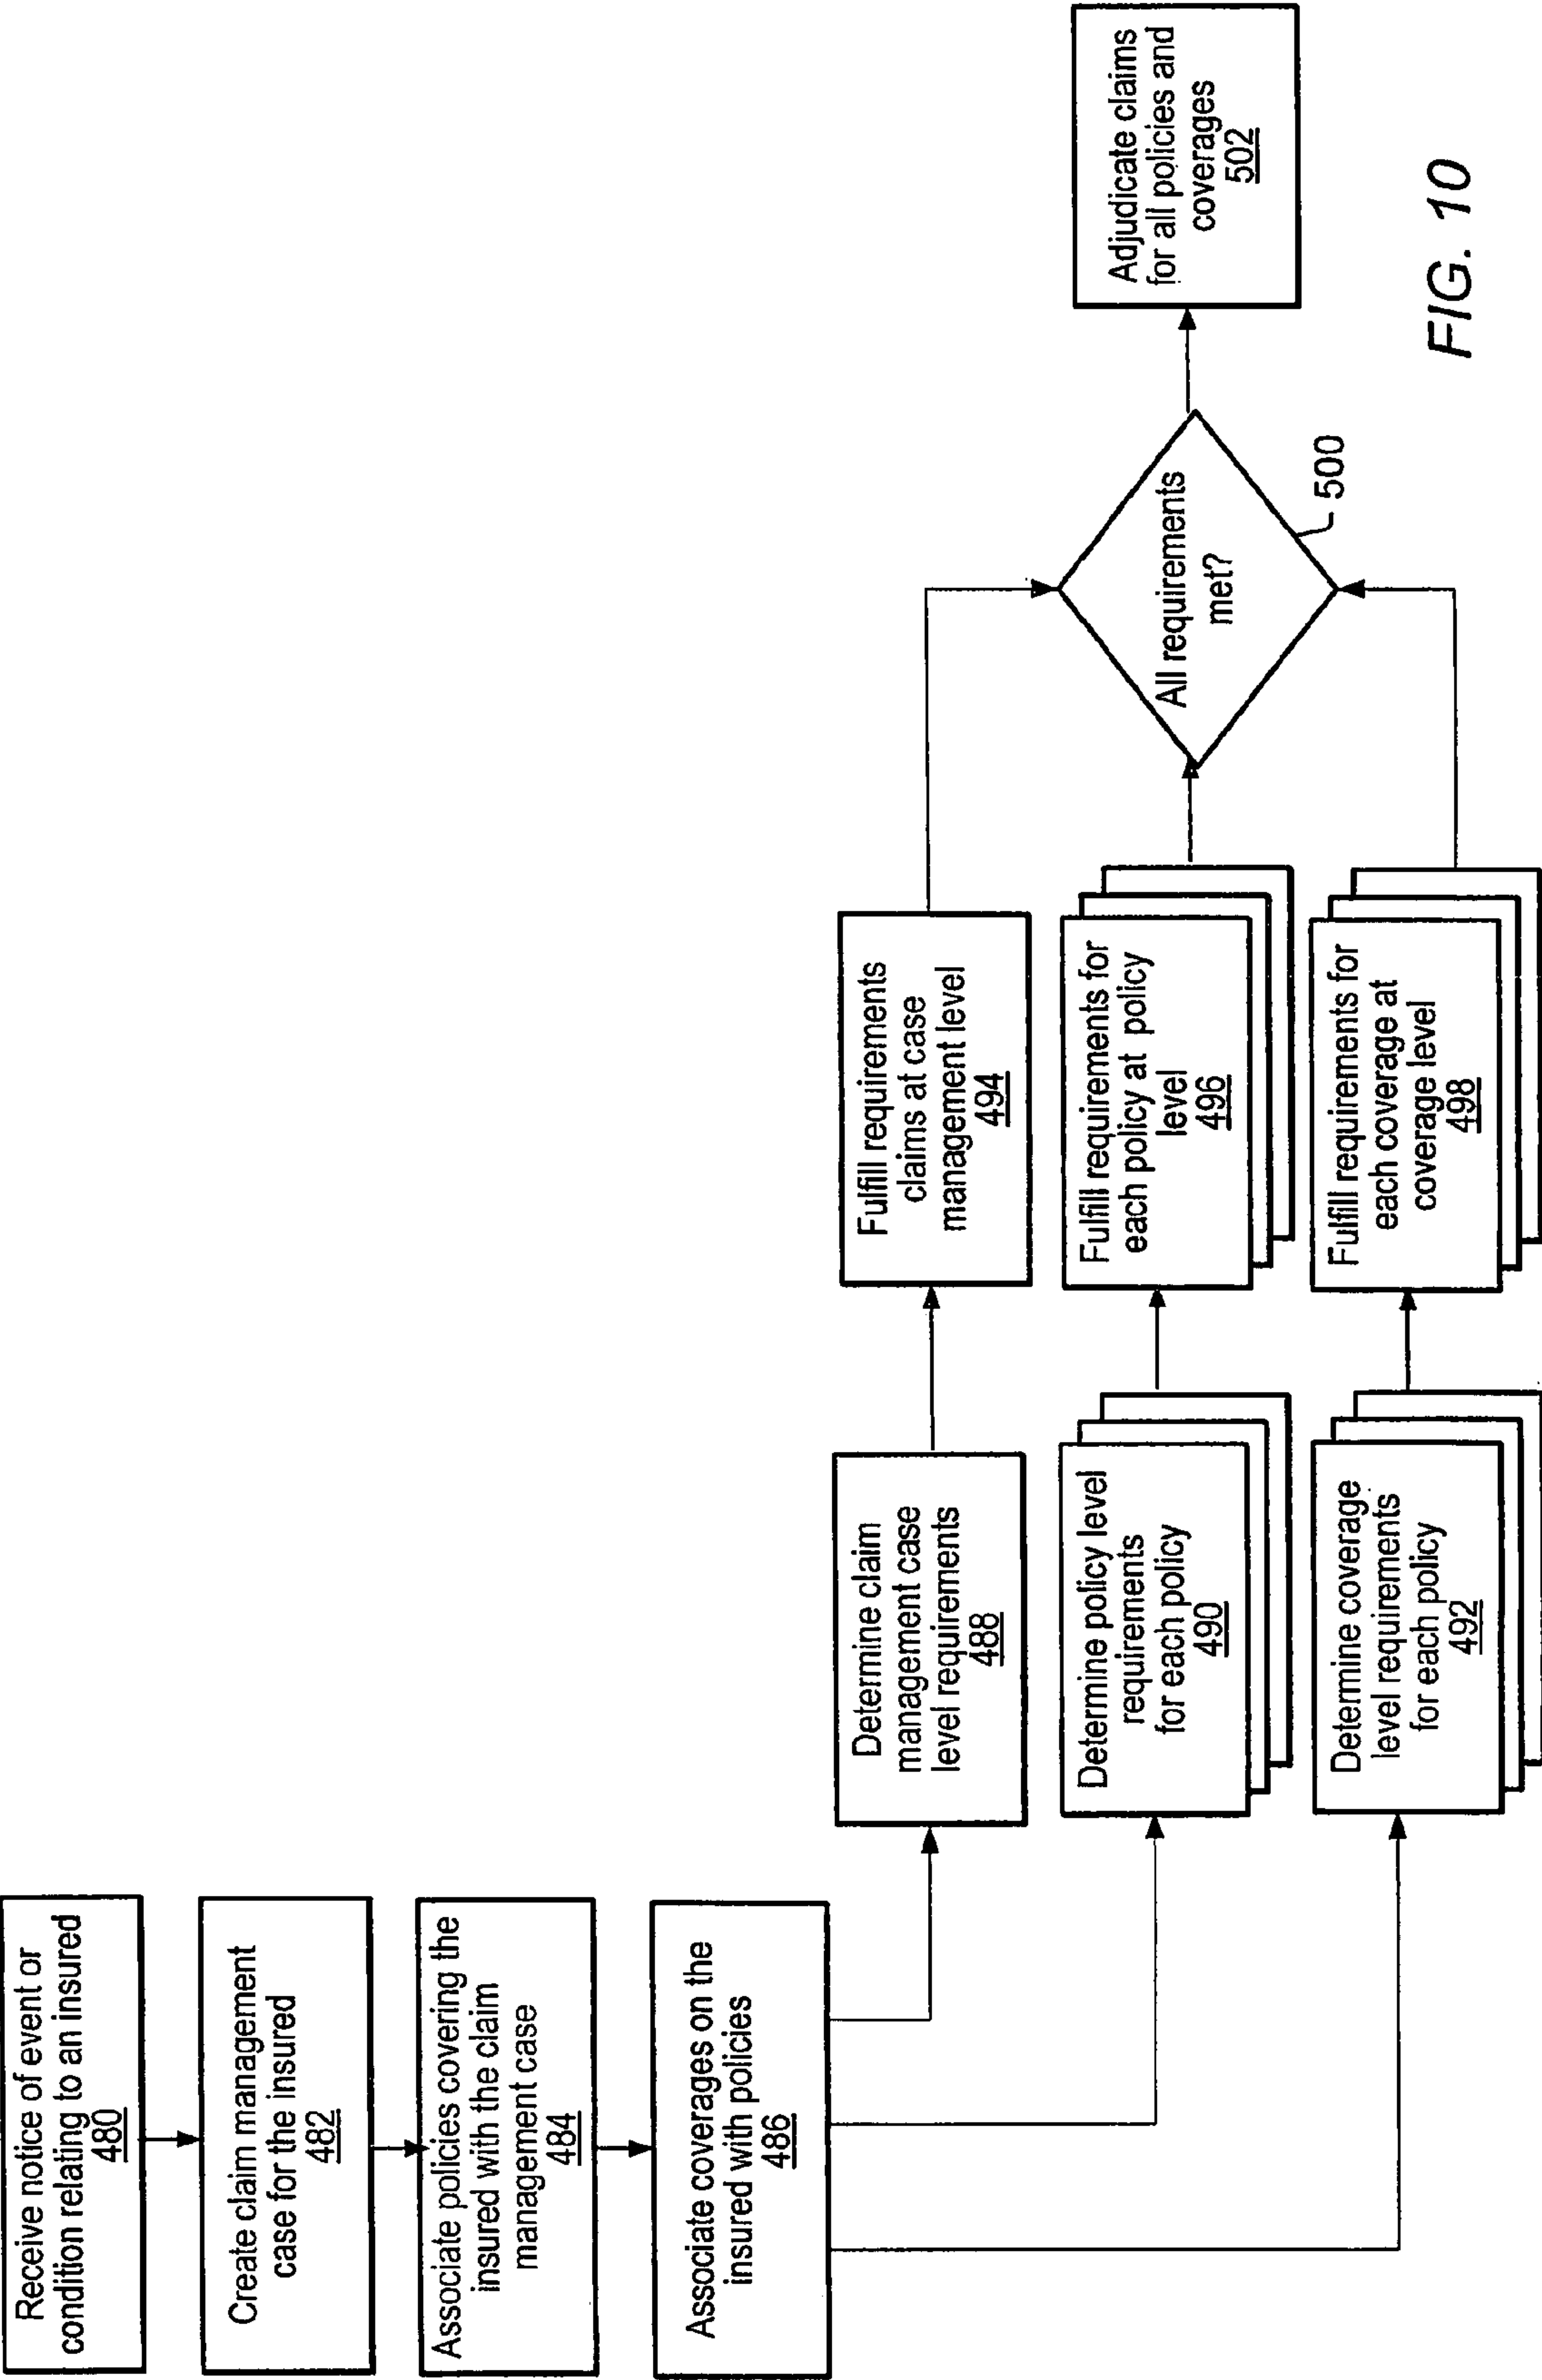 Receive notice of event or
condition relating to an insured
480
Create claim management
case for the insured
482
Associate policies covering the
insured with the claim
management case
484
Associate coverages on the
insured with policies
486
Determine claim
management case
level requirements
488
Determine policy level
requirements
for each policy
490
Determine coverage
level requirements
for each policy
492
Fulfill requirements
claims at case
management level
494
Fulfill requirements for
each policy at policy
level
496
Fulfill requirements for
each coverage at
coverage level
498
All requirements
met?
500
Adjudicate claims
for all policies and
coverages
502
FIG. 10